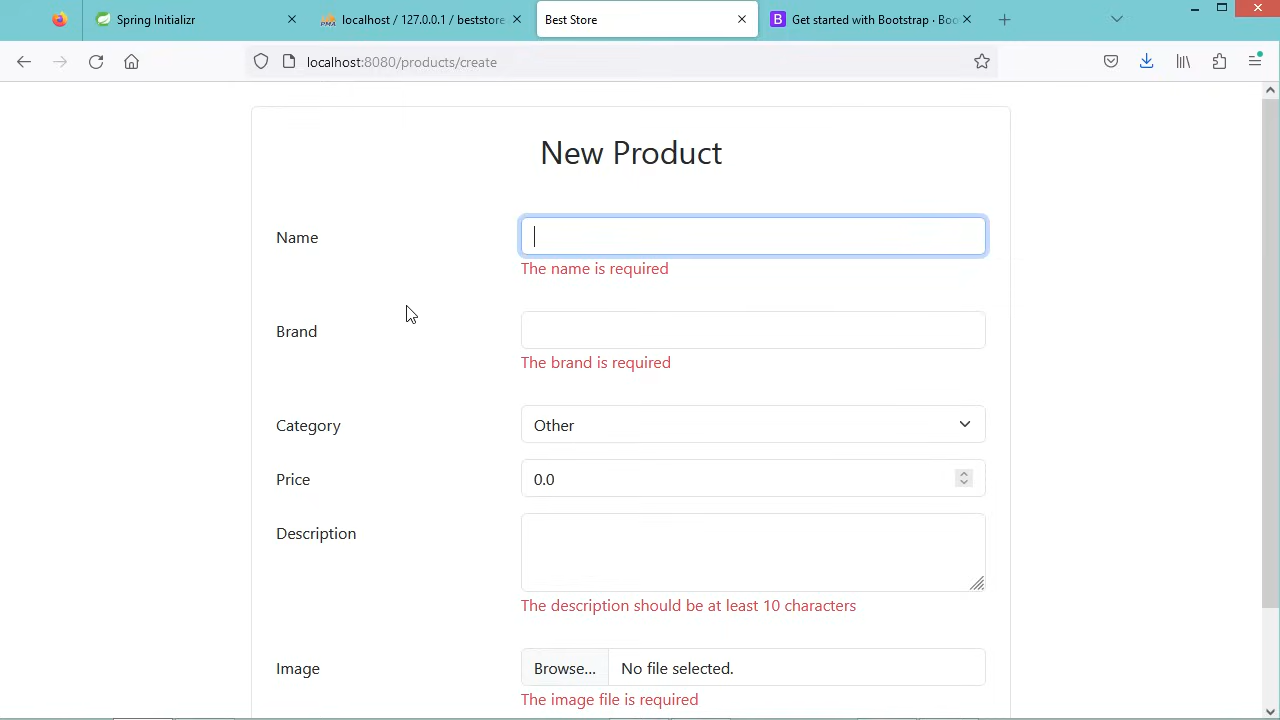 Spring Initializr
PMA
localhost / 127.0.0.1 / beststore
Best Store
B
Get started with Bootstrap · Boo
localhost:8080/products/create
New Product
Name
The name is required
Brand
The brand is required
Category
Other
Price
0.0
Description
The description should be at least 10 characters
Image
Browse...
No file selected.
The image file is required